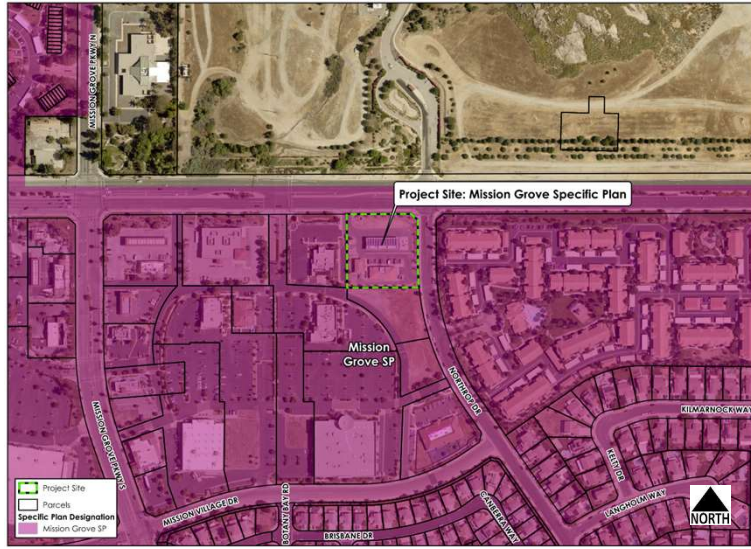 MISSION GROVE PKWY N
Project Site: Mission Grove Specific Plan
Mission
Grove SP
NORTHROP DR
KILMARNOCK WAY
MISSION GROVE PKWY S
KELTY DR
LANGHOLM WAY
CANBERRA WAY
MISSION VILLAGE DR
BOTANY BAY RD
BRISBANE DR
Project Site
Parcels
Specific Plan Designation
Mission Grove SP
NORTH